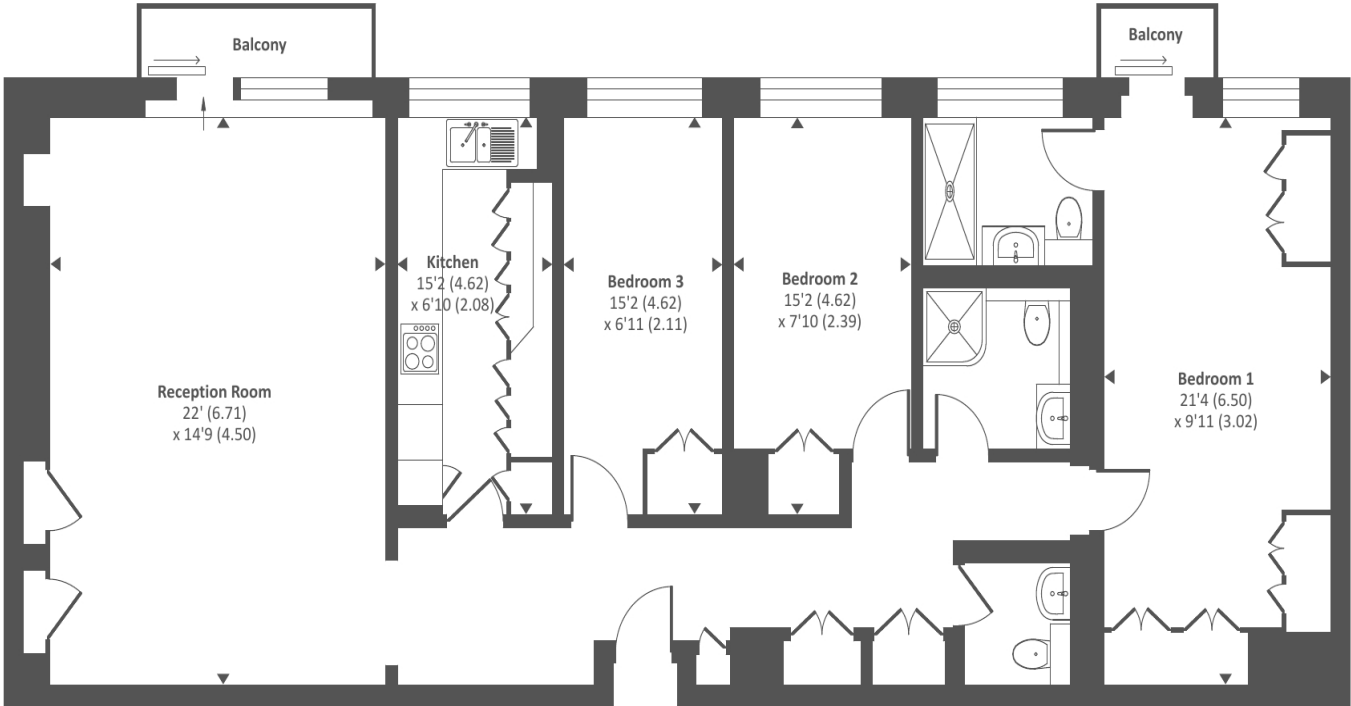 Balcony
Balcony
Kitchen
15'2 (4.62)
x 6'10 (2.08)
Bedroom 3
15'2 (4.62)
x 6'11 (2.11)
Bedroom 2
15'2 (4.62)
x 7'10 (2.39)
Reception Room
22' (6.71)
x 14'9 (4.50)
Bedroom 1
21'4 (6.50)
x 9'11 (3.02)